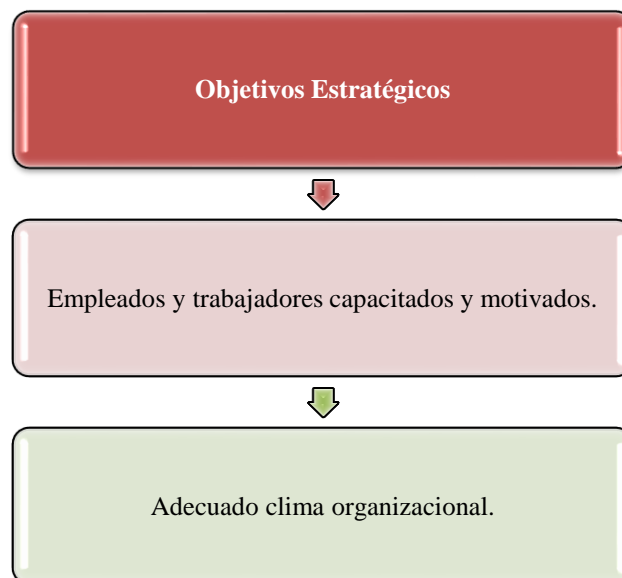 Objetivos Estratégicos
Empleados y trabajadores capacitados y motivados.
Adecuado clima organizacional.